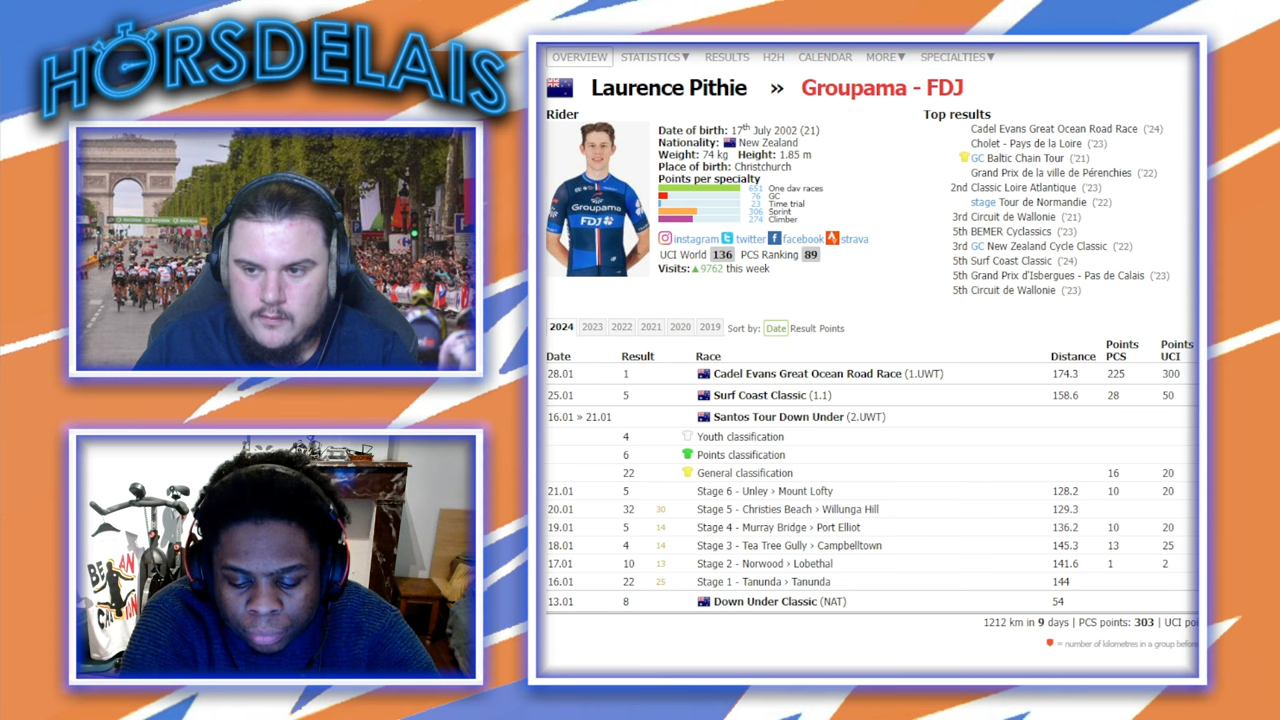 HORSDELAIS
OVERVIEW STATISTICS▼ RESULTS H2H CALENDAR MORE▼ SPECIALTIES▼
Laurence Pithie » Groupama - FDJ
Rider
Groupama
FDJ
Date of birth: 17th July 2002 (21)
Nationality: New Zealand
Weight: 74 kg Height: 1.85 m
Place of birth: Christchurch
Points per specialty
651 One day races
76 GC
23 Time trial
306 Sprint
274 Climber
instagram twitter facebook strava
UCI World 136 PCS Ranking 89
Visits: ▲9762 this week
Top results
Cadel Evans Great Ocean Road Race ('24)
Cholet - Pays de la Loire ('23)
GC Baltic Chain Tour ('21)
Grand Prix de la ville de Pérenchies ('22)
2nd Classic Loire Atlantique ('23)
stage Tour de Normandie ('22)
3rd Circuit de Wallonie ('21)
5th BEMER Cyclassics ('23)
3rd GC New Zealand Cycle Classic ('22)
5th Surf Coast Classic ('24)
5th Grand Prix d'Isbergues - Pas de Calais ('23)
5th Circuit de Wallonie ('23)
2024 2023 2022 2021 2020 2019 Sort by: Date Result Points
Date Result Race Distance Points PCS Points UCI
28.01 1 Cadel Evans Great Ocean Road Race (1.UWT) 174.3 225 300
25.01 5 Surf Coast Classic (1.1) 158.6 28 50
16.01 » 21.01 Santos Tour Down Under (2.UWT)
4 Youth classification
6 Points classification
22 General classification 16 20
21.01 5 Stage 6 - Unley › Mount Lofty 128.2 10 20
20.01 32 30 Stage 5 - Christies Beach › Willunga Hill 129.3
19.01 5 14 Stage 4 - Murray Bridge › Port Elliot 136.2 10 20
18.01 4 14 Stage 3 - Tea Tree Gully › Campbelltown 145.3 13 25
17.01 10 13 Stage 2 - Norwood › Lobethal 141.6 1 2
16.01 22 25 Stage 1 - Tanunda › Tanunda 144
13.01 8 Down Under Classic (NAT) 54
1212 km in 9 days | PCS points: 303 | UCI poi
= number of kilometres in a group before